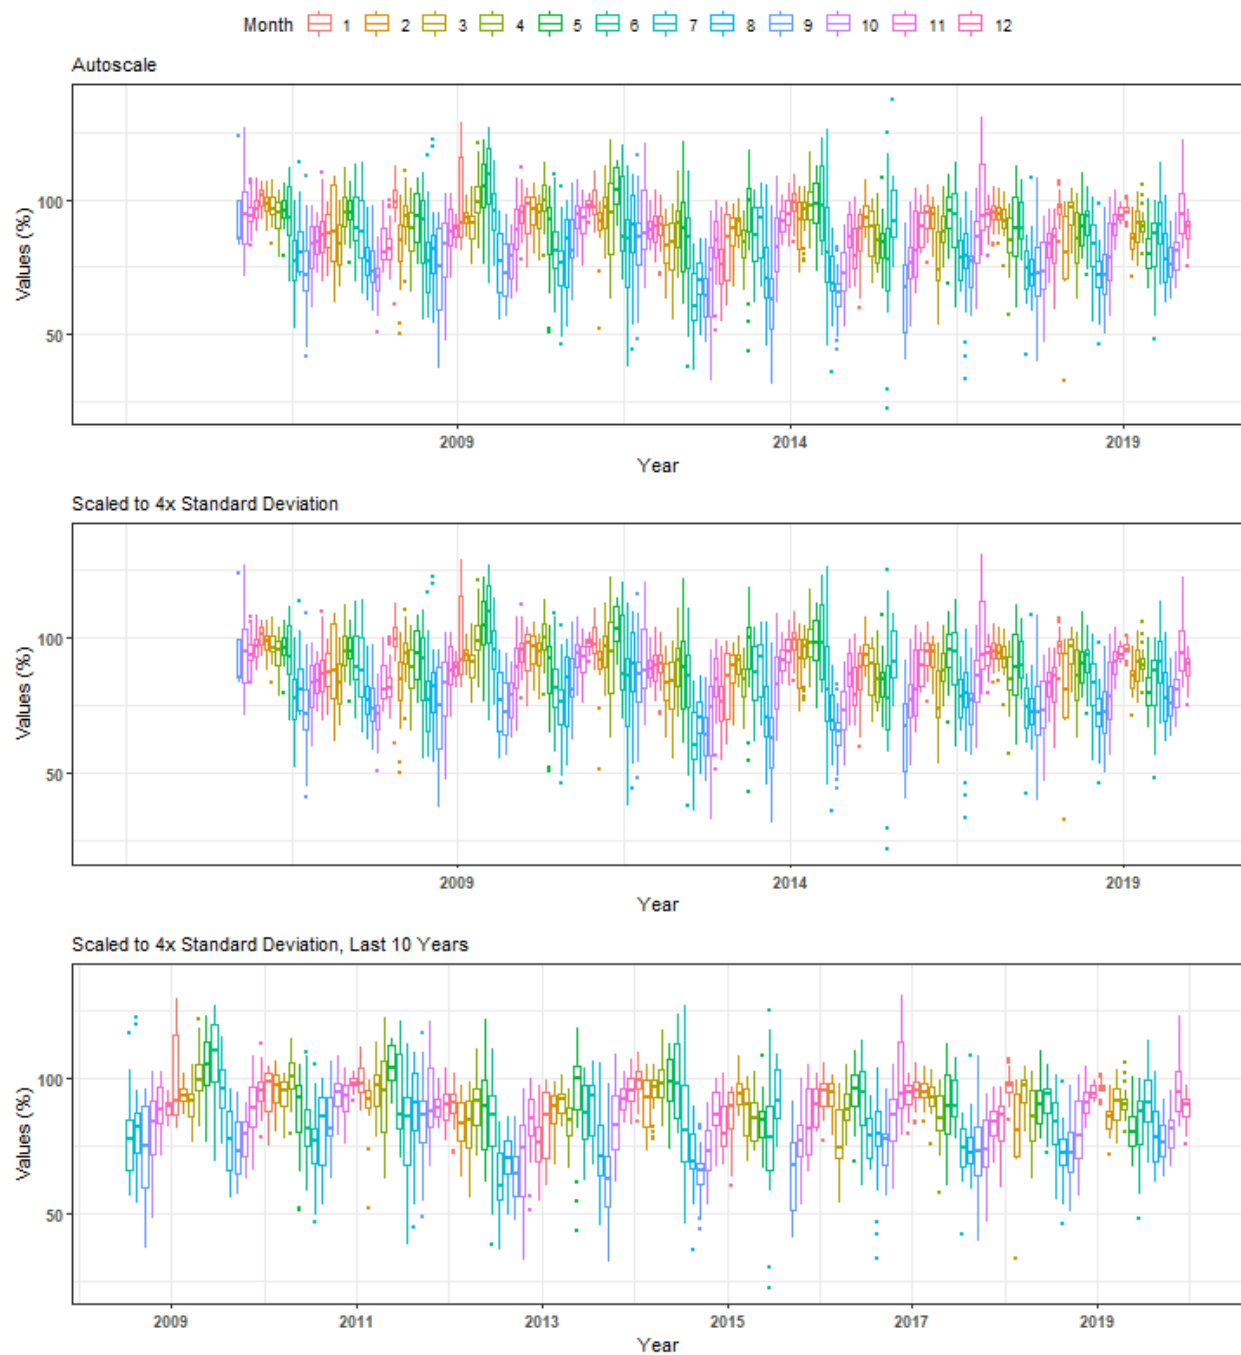 Month 1 2 3 4 5 6 7 8 9 10 11 12
Autoscale
Values (%)
100
50
2009 2014 2019
Year
Scaled to 4x Standard Deviation
Values (%)
100
50
2009 2014 2019
Year
Scaled to 4x Standard Deviation, Last 10 Years
Values (%)
100
50
2009 2011 2013 2015 2017 2019
Year